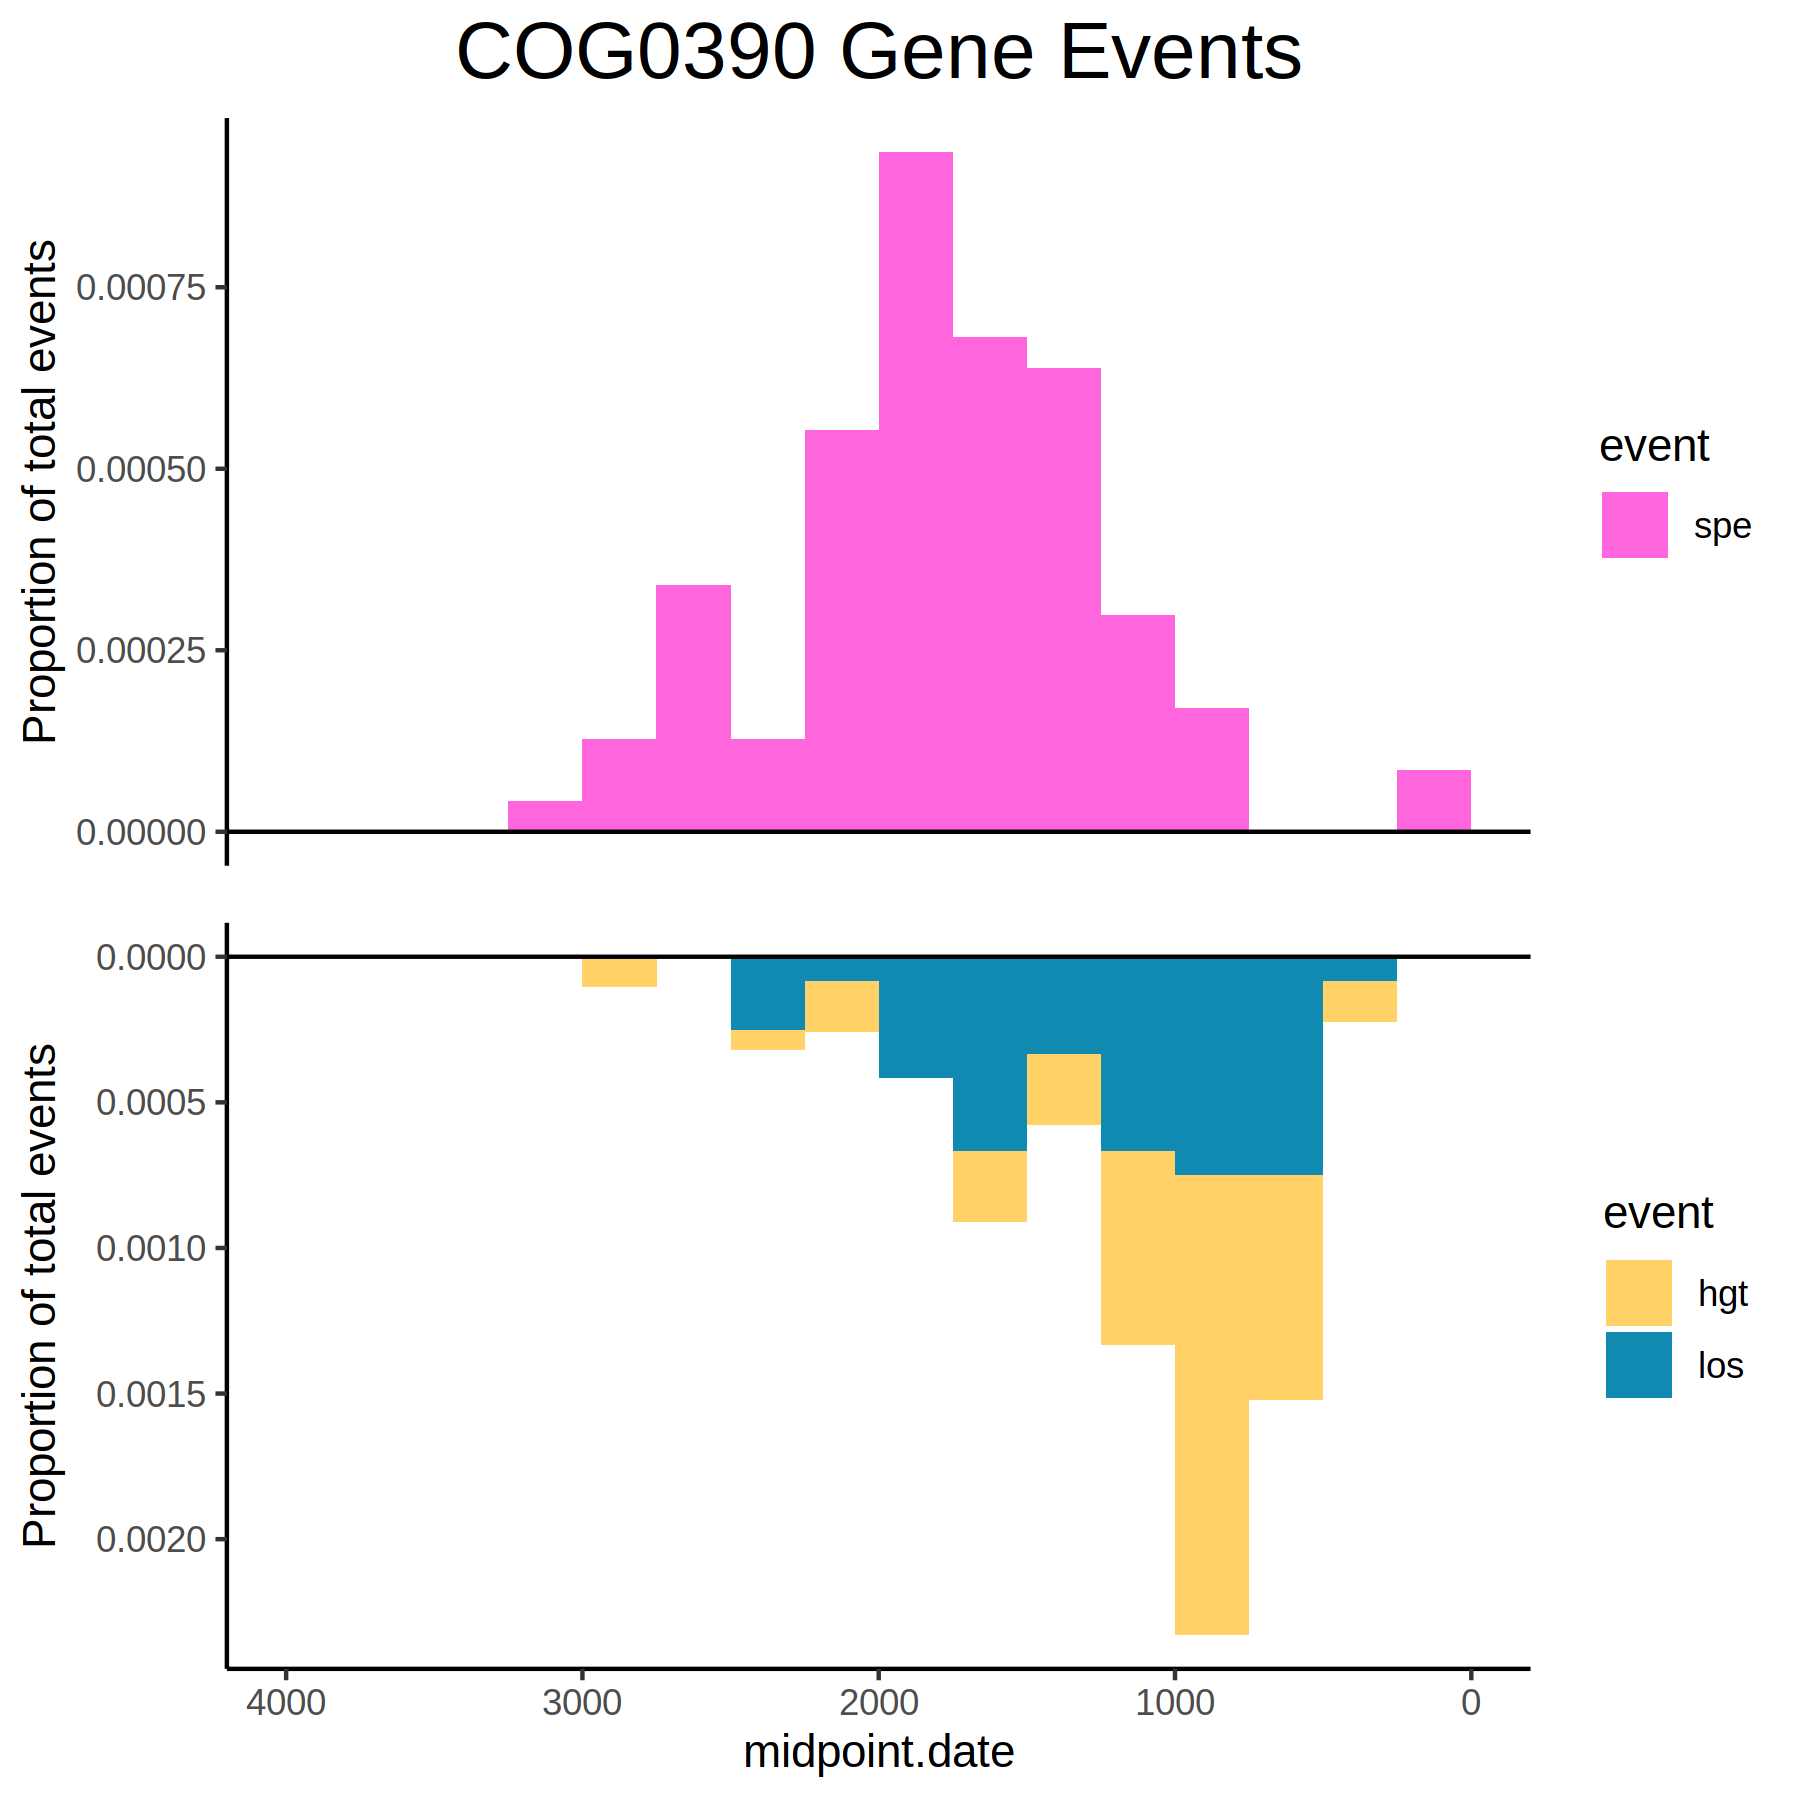 COG0390 Gene Events
Proportion of total events
0.00075
0.00050
0.00025
0.00000
event
spe
Proportion of total events
0.0000
0.0005
0.0010
0.0015
0.0020
event
hgt
los
4000 3000 2000 1000 0
midpoint.date